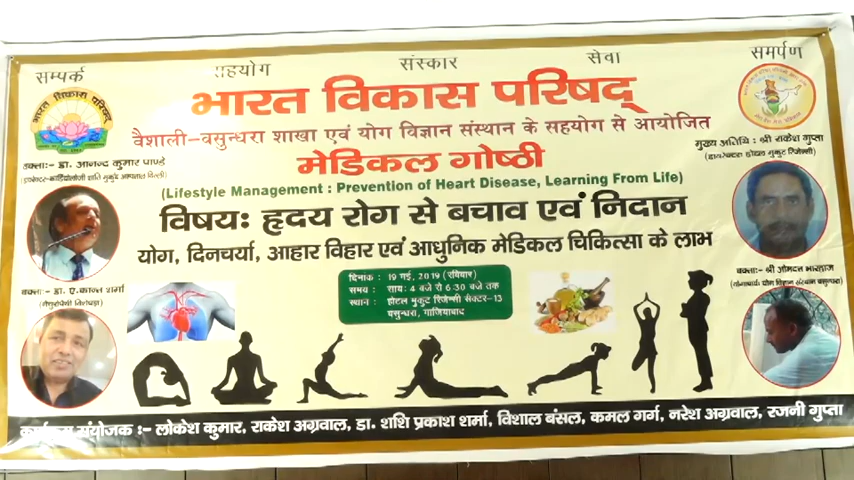 सम्पर्क सहयोग संस्कार सेवा समर्पण
भारत विकास परिषद्
भारत विकास परिषद्
वैशाली-वसुन्धरा शाखा एवं योग विज्ञान संस्थान के सहयोग से आयोजित
मेडिकल गोष्ठी
(Lifestyle Management : Prevention of Heart Disease, Learning From Life)
विषयः हृदय रोग से बचाव एवं निदान
योग, दिनचर्या, आहार विहार एवं आधुनिक मेडिकल चिकित्सा के लाभ
वक्ता:- डा. आनन्द कुमार पाण्डे
मुख्य अतिथि : श्री राकेश गुप्ता
वक्ता:- डा. ए.कान्त शर्मा
वक्ता:- श्री ओमदत्त भारद्वाज
दिनांक : 19 मई, 2019 (रविवार)
समय : सायः 4 बजे से 6:30 बजे तक
स्थान : होटल मुकुट रिजेन्सी सेक्टर-13
वसुन्धरा, गाजियाबाद
कार्यक्रम संयोजक :- लोकेश कुमार, राकेश अग्रवाल, डा. शशि प्रकाश शर्मा, विशाल बंसल, कमल गर्ग, नरेश अग्रवाल, रजनी गुप्ता